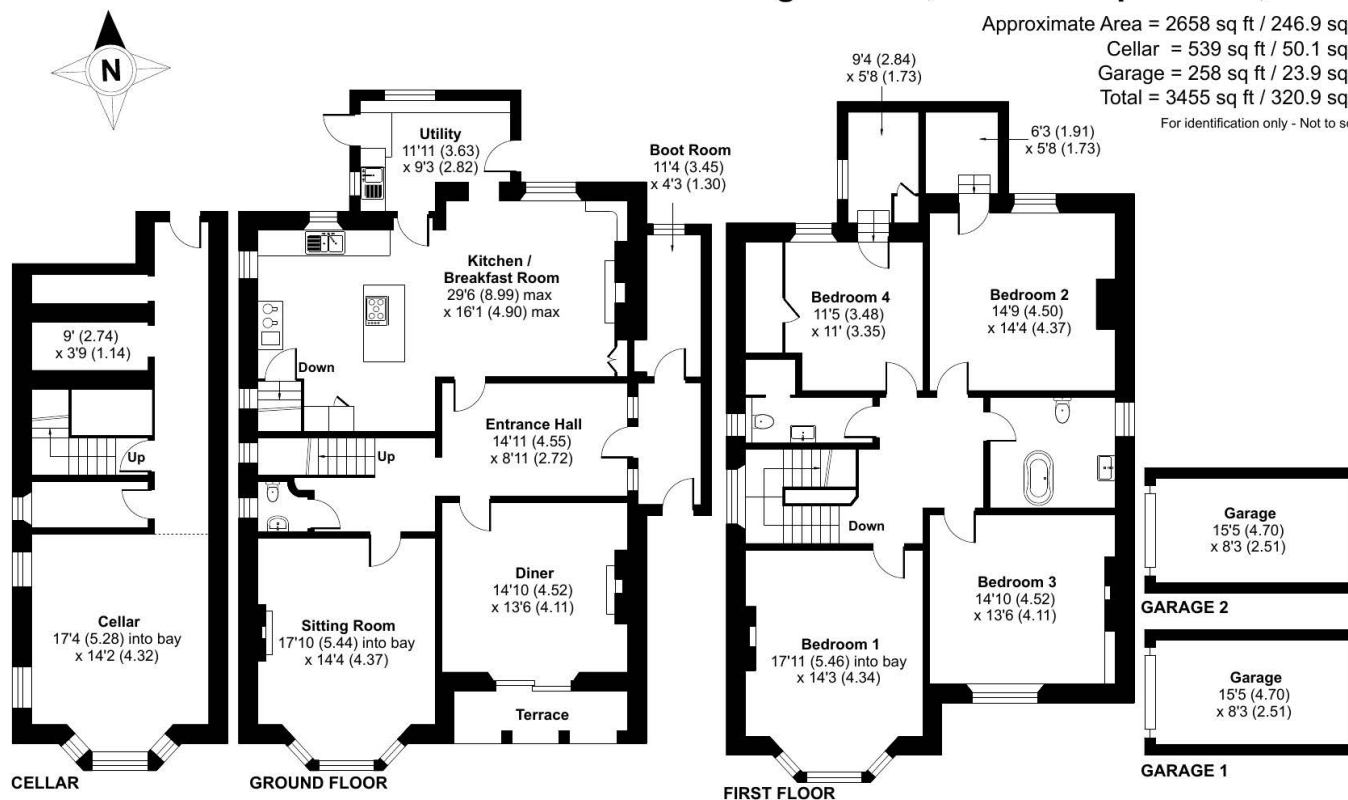 Approximate Area = 2658 sq ft / 246.9 sq
Cellar = 539 sq ft / 50.1 sq
Garage = 258 sq ft / 23.9 sq
Total = 3455 sq ft / 320.9 sq
For identification only - Not to
N
9'4 (2.84)
x 5'8 (1.73)
6'3 (1.91)
x 5'8 (1.73)
Utility
11'11 (3.63)
x 9'3 (2.82)
Boot Room
11'4 (3.45)
x 4'3 (1.30)
Kitchen /
Breakfast Room
29'6 (8.99) max
x 16'1 (4.90) max
Down
9' (2.74)
x 3'9 (1.14)
Up
Cellar
17'4 (5.28) into bay
x 14'2 (4.32)
CELLAR
Entrance Hall
14'11 (4.55)
x 8'11 (2.72)
Up
Sitting Room
17'10 (5.44) into bay
x 14'4 (4.37)
Diner
14'10 (4.52)
x 13'6 (4.11)
Terrace
GROUND FLOOR
Bedroom 4
11'5 (3.48)
x 11' (3.35)
Bedroom 2
14'9 (4.50)
x 14'4 (4.37)
Down
Bedroom 1
17'11 (5.46) into bay
x 14'3 (4.34)
Bedroom 3
14'10 (4.52)
x 13'6 (4.11)
FIRST FLOOR
Garage
15'5 (4.70)
x 8'3 (2.51)
GARAGE 2
Garage
15'5 (4.70)
x 8'3 (2.51)
GARAGE 1